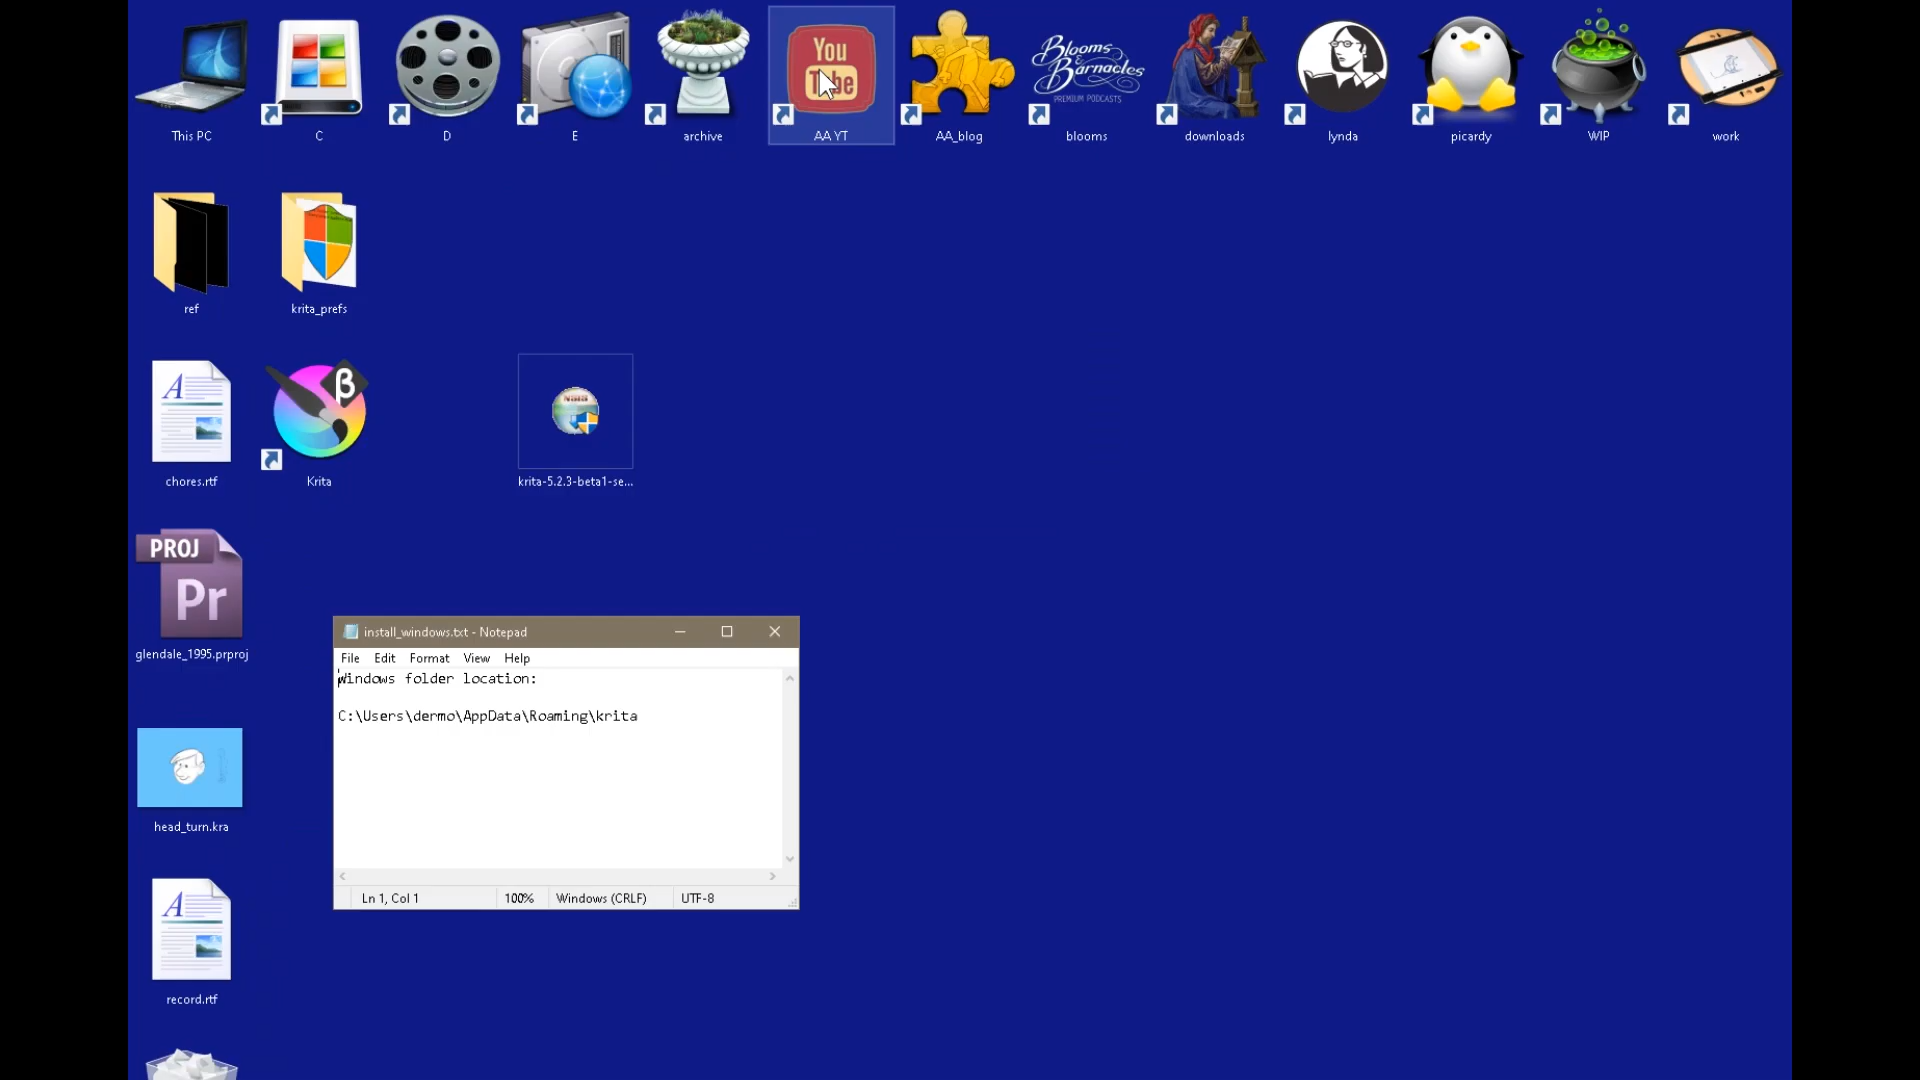 You
Tube
Blooms
&
Barnacles
PREMIUM PODCASTS
This PC
C
D
E
archive
AA YT
AA_blog
blooms
downloads
lynda
picardy
WIP
work
ref
krita_prefs
A
β
chores.rtf
Krita
krita-5.2.3-beta1-se...
PROJ
Pr
glendale_1995.prproj
install_windows.txt - Notepad
File Edit Format View Help
Windows folder location:
C:\Users\dermo\AppData\Roaming\krita
head_turn.kra
Ln 1, Col 1
100%
Windows (CRLF)
UTF-8
A
record.rtf